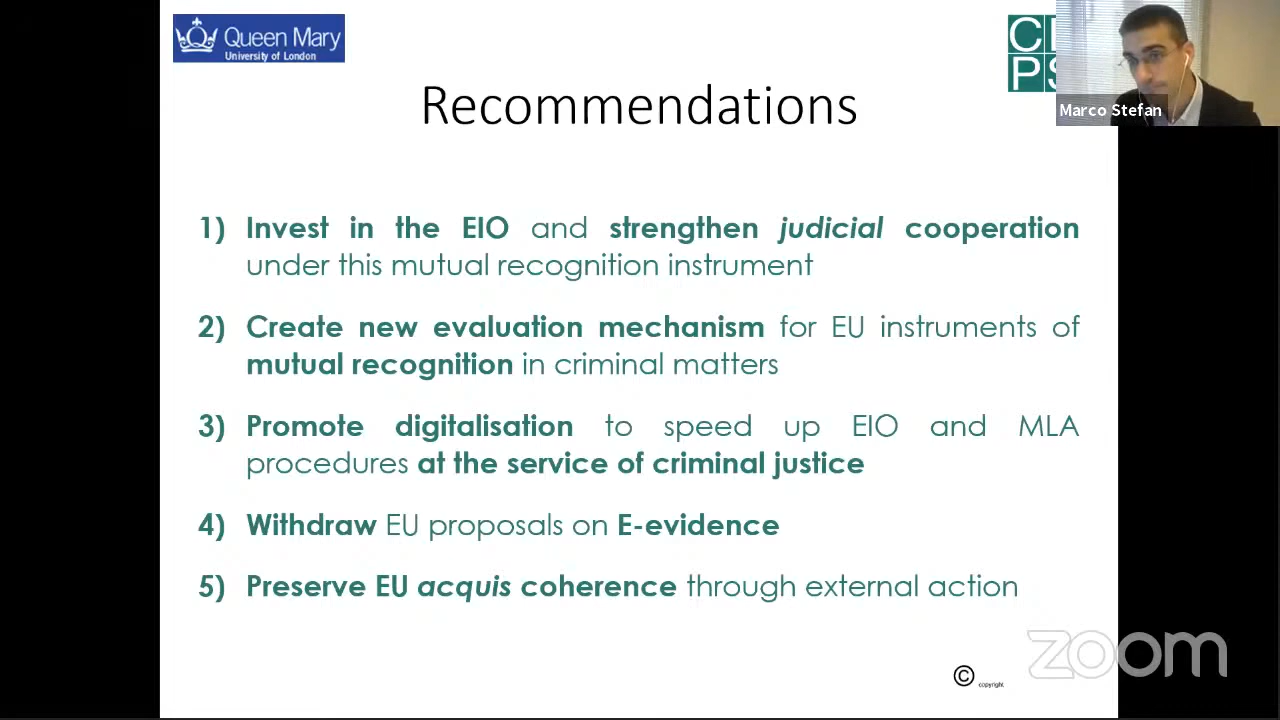 Queen Mary
University of London
Marco Stefan
Recommendations
1) Invest in the EIO and strengthen judicial cooperation
under this mutual recognition instrument
2) Create new evaluation mechanism for EU instruments of
mutual recognition in criminal matters
3) Promote digitalisation to speed up EIO and MLA
procedures at the service of criminal justice
4) Withdraw EU proposals on E-evidence
5) Preserve EU acquis coherence through external action
zoom
© copyright